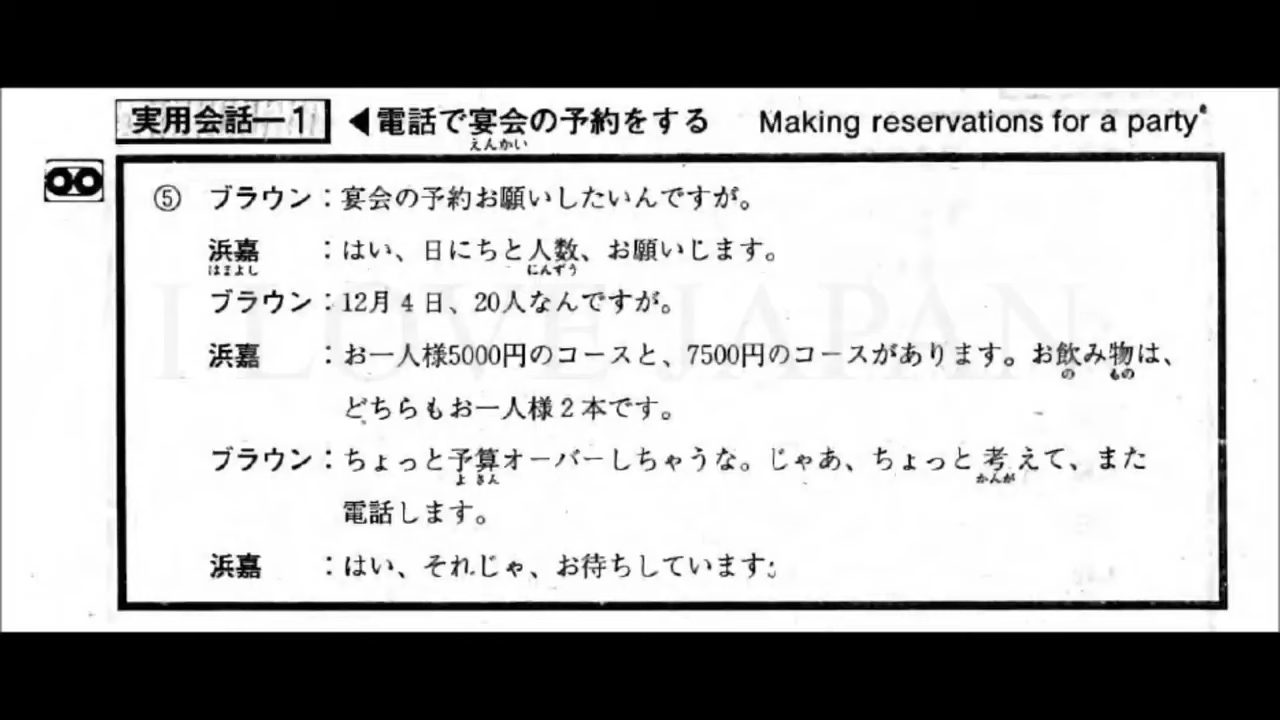 実用会話―1 ◀電話で宴会の予約をする Making reservations for a party
えんかい
⑤ ブラウン：宴会の予約お願いしたいんですが。
浜嘉：はい、日にちと人数、お願いします。
はまよし にんずう
ブラウン：12月4日、20人なんですが。
浜嘉：お一人様5000円のコースと、7500円のコースがあります。お飲み物は、
の もの
どちらもお一人様2本です。
ブラウン：ちょっと予算オーバーしちゃうな。じゃあ、ちょっと考えて、また
よさん かんが
電話します。
浜嘉：はい、それじゃ、お待ちしています。
I LOVE JAPAN